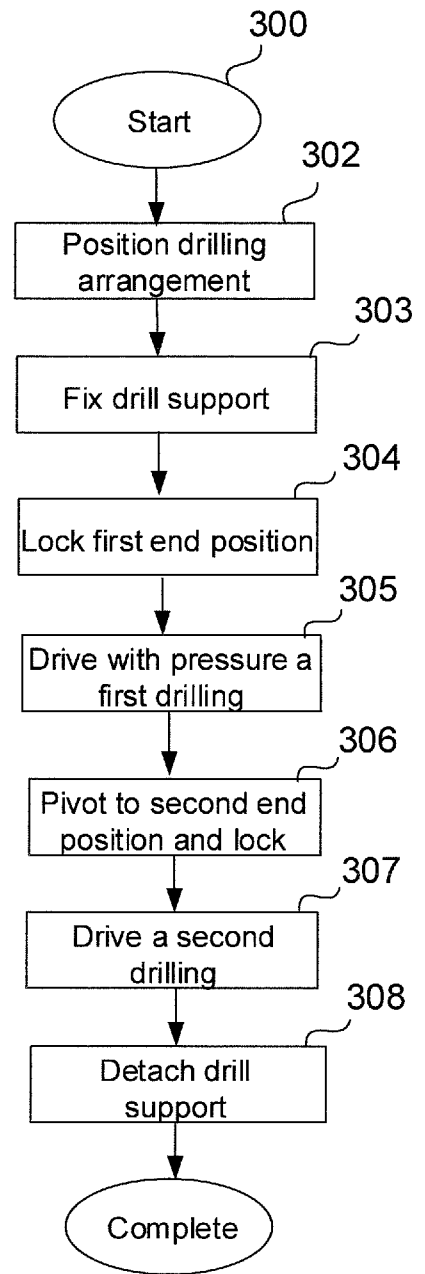 300
Start
302
Position drilling
arrangement
303
Fix drill support
304
Lock first end position
305
Drive with pressure a
first drilling
306
Pivot to second end
position and lock
307
Drive a second
drilling
308
Detach drill
support
Complete